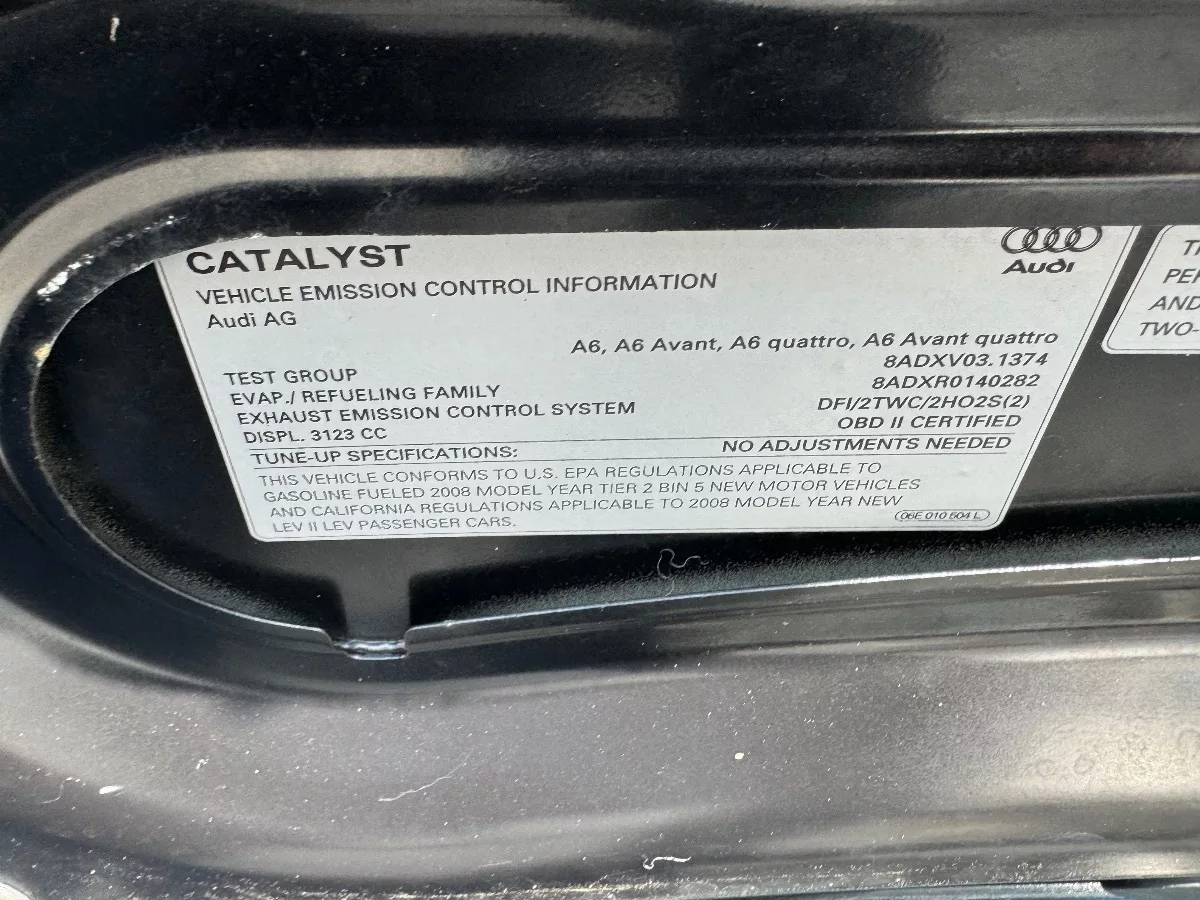 CATALYST
Audi
VEHICLE EMISSION CONTROL INFORMATION
Audi AG
A6, A6 Avant, A6 quattro, A6 Avant quattro
TEST GROUP 8ADXV03.1374
EVAP./ REFUELING FAMILY 8ADXR0140282
EXHAUST EMISSION CONTROL SYSTEM DFI/2TWC/2HO2S(2)
DISPL. 3123 CC OBD II CERTIFIED
TUNE-UP SPECIFICATIONS: NO ADJUSTMENTS NEEDED
THIS VEHICLE CONFORMS TO U.S. EPA REGULATIONS APPLICABLE TO
GASOLINE FUELED 2008 MODEL YEAR TIER 2 BIN 5 NEW MOTOR VEHICLES
AND CALIFORNIA REGULATIONS APPLICABLE TO 2008 MODEL YEAR NEW
LEV II LEV PASSENGER CARS.
06E 010 504 L
AND
TWO-